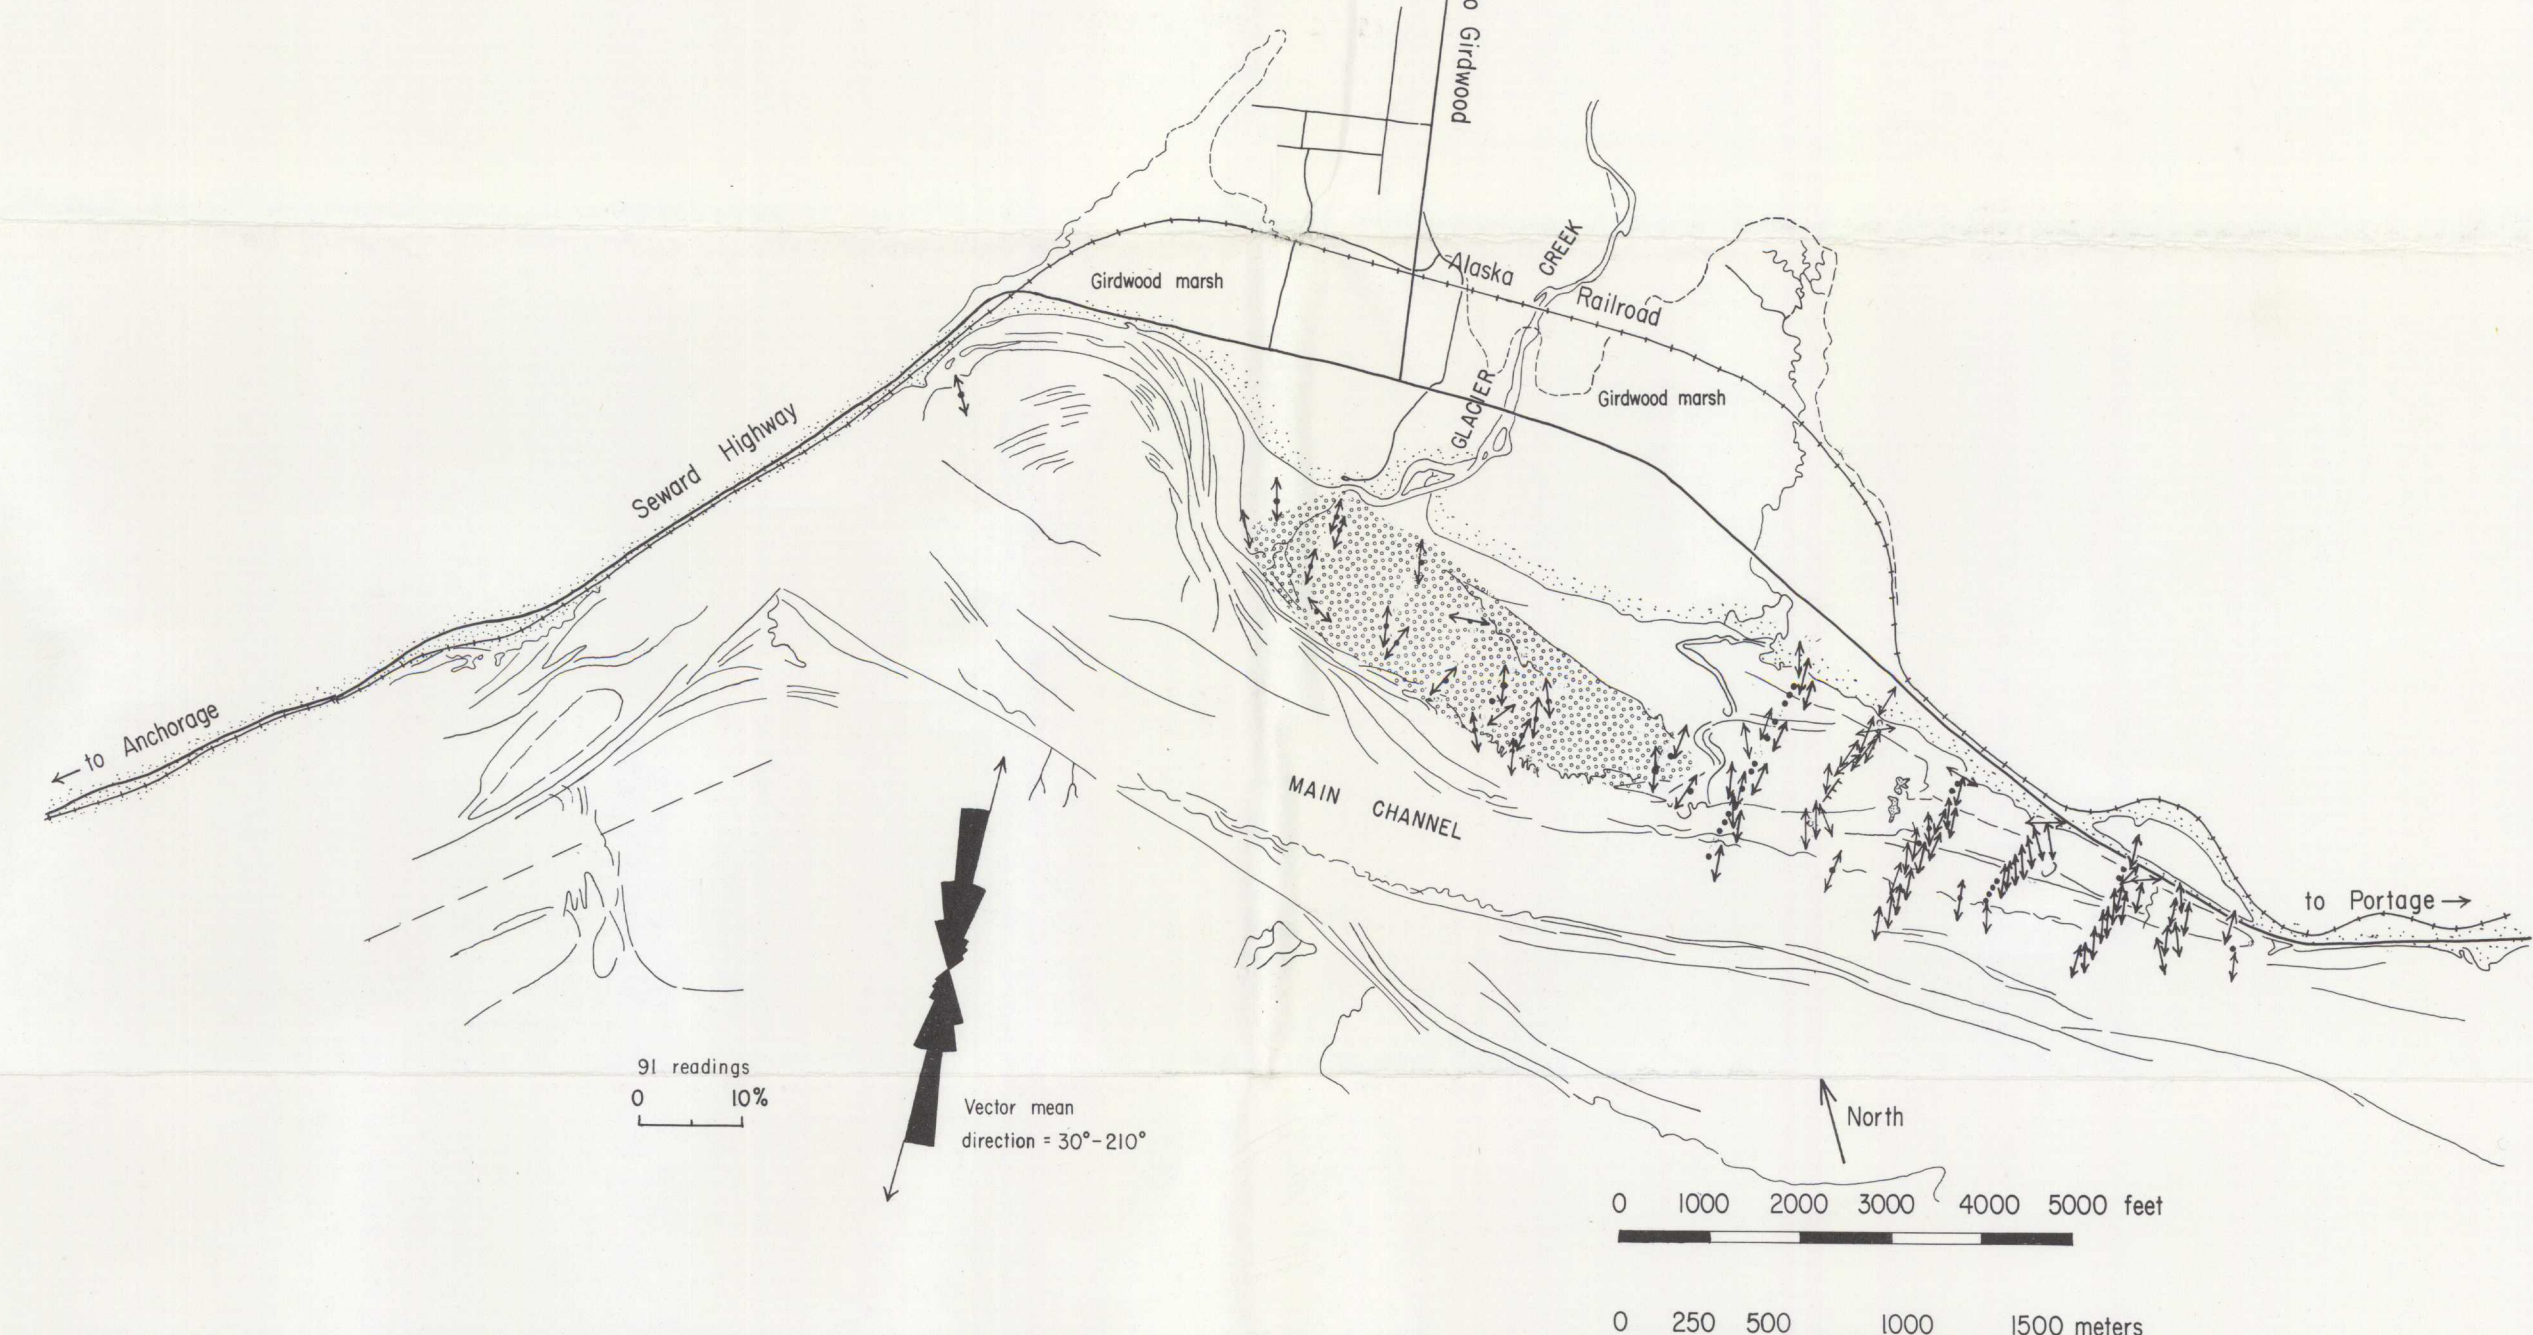 o Girdwood
Girdwood marsh
Alaska Railroad
GLACIER CREEK
Girdwood marsh
Seward Highway
← to Anchorage
MAIN CHANNEL
to Portage →
91 readings
0 10%
Vector mean
direction = 30°-210°
North
0 1000 2000 3000 4000 5000 feet
0 250 500 1000 1500 meters